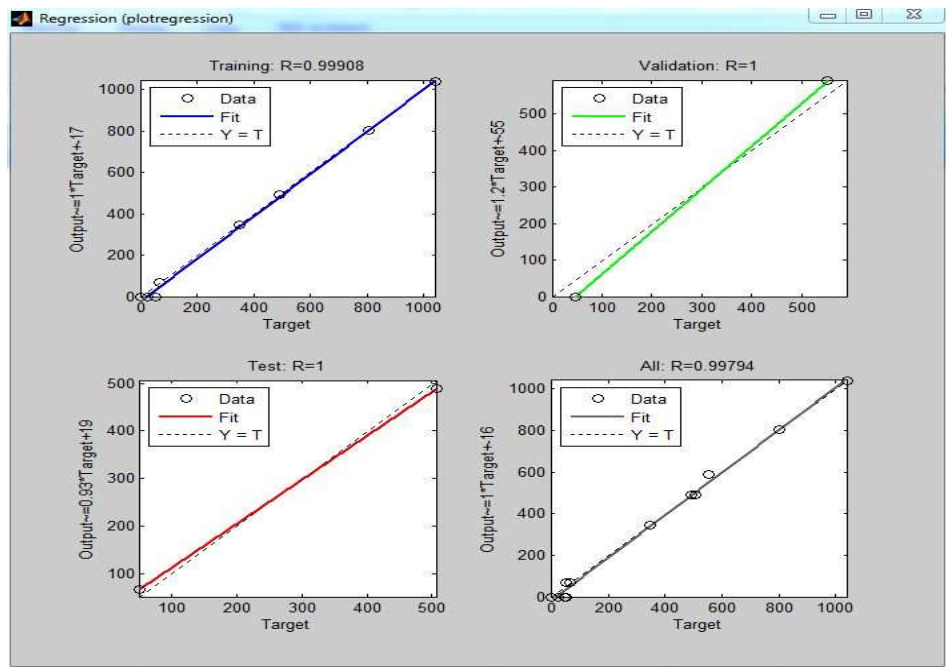 Regression (plotregression)
Training: R=0.99908
Output~=1*Target+-17
1000
800
600
400
200
0
Data
Fit
Y = T
0 200 400 600 800 1000
Target
Validation: R=1
Output~=1.2*Target+-55
500
400
300
200
100
0
Data
Fit
Y = T
0 100 200 300 400 500
Target
Test: R=1
Output~=0.93*Target+19
500
400
300
200
100
Data
Fit
Y = T
100 200 300 400 500
Target
All: R=0.99794
Output~=1*Target+-16
1000
800
600
400
200
0
Data
Fit
Y = T
0 200 400 600 800 1000
Target